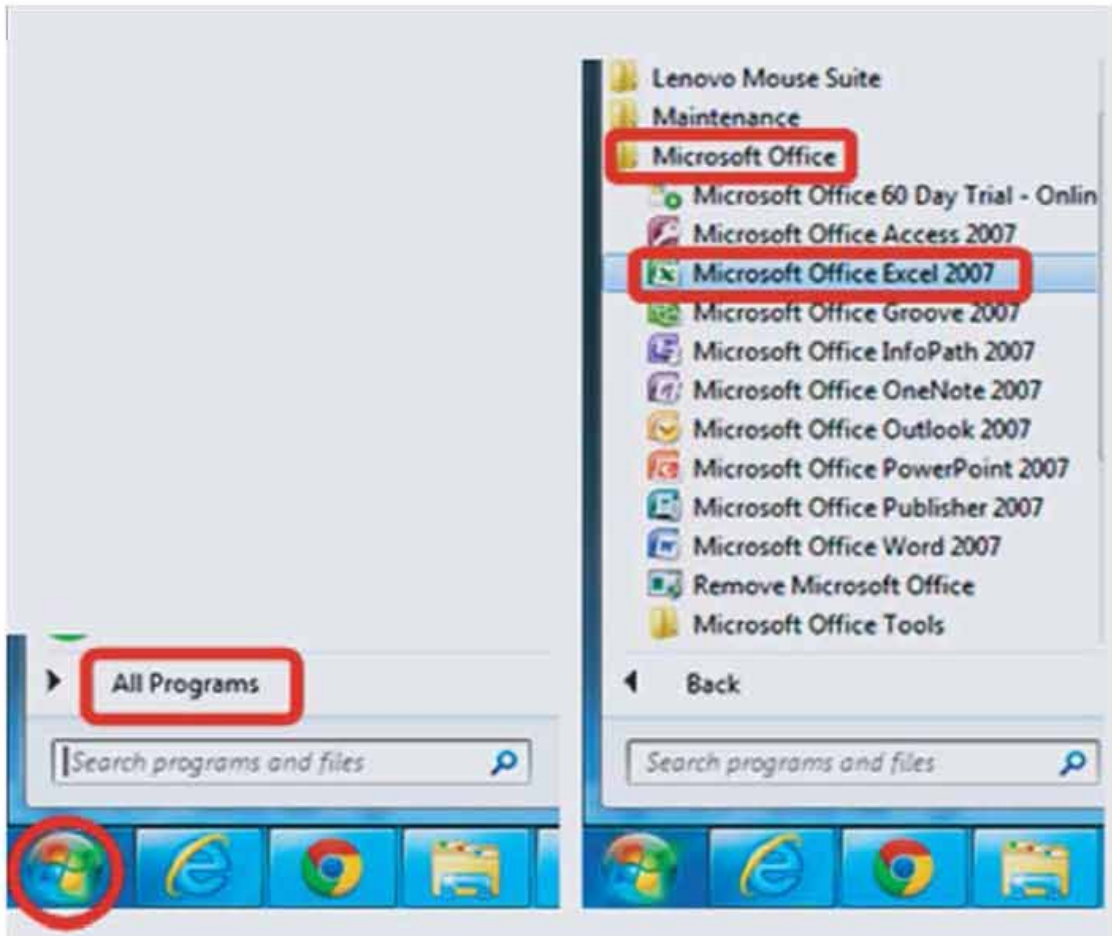 All Programs
Search programs and files
Lenovo Mouse Suite
Maintenance
Microsoft Office
Microsoft Office 60 Day Trial - Onlin
Microsoft Office Access 2007
Microsoft Office Excel 2007
Microsoft Office Groove 2007
Microsoft Office InfoPath 2007
Microsoft Office OneNote 2007
Microsoft Office Outlook 2007
Microsoft Office PowerPoint 2007
Microsoft Office Publisher 2007
Microsoft Office Word 2007
Remove Microsoft Office
Microsoft Office Tools
Back
Search programs and files